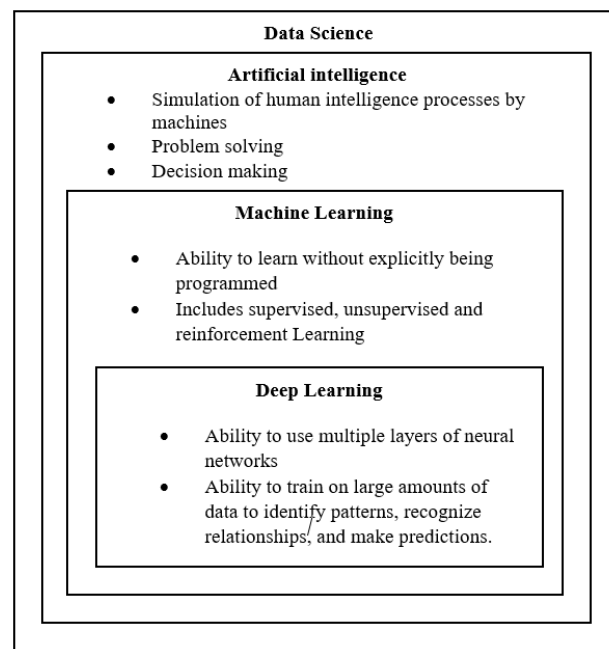 Data Science
Artificial intelligence
• Simulation of human intelligence processes by
machines
• Problem solving
• Decision making
Machine Learning
• Ability to learn without explicitly being
programmed
• Includes supervised, unsupervised and
reinforcement Learning
Deep Learning
• Ability to use multiple layers of neural
networks
• Ability to train on large amounts of
data to identify patterns, recognize
relationships, and make predictions.